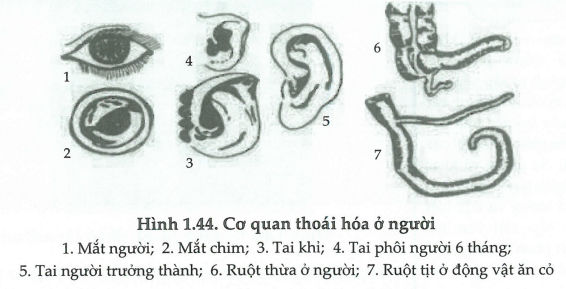 1
4
5
6
2
3
7
Hình 1.44. Cơ quan thoái hóa ở người
1. Mắt người; 2. Mắt chim; 3. Tai khi; 4. Tai phôi người 6 tháng;
5. Tai người trưởng thành; 6. Ruột thừa ở người; 7. Ruột tịt ở động vật ăn cỏ